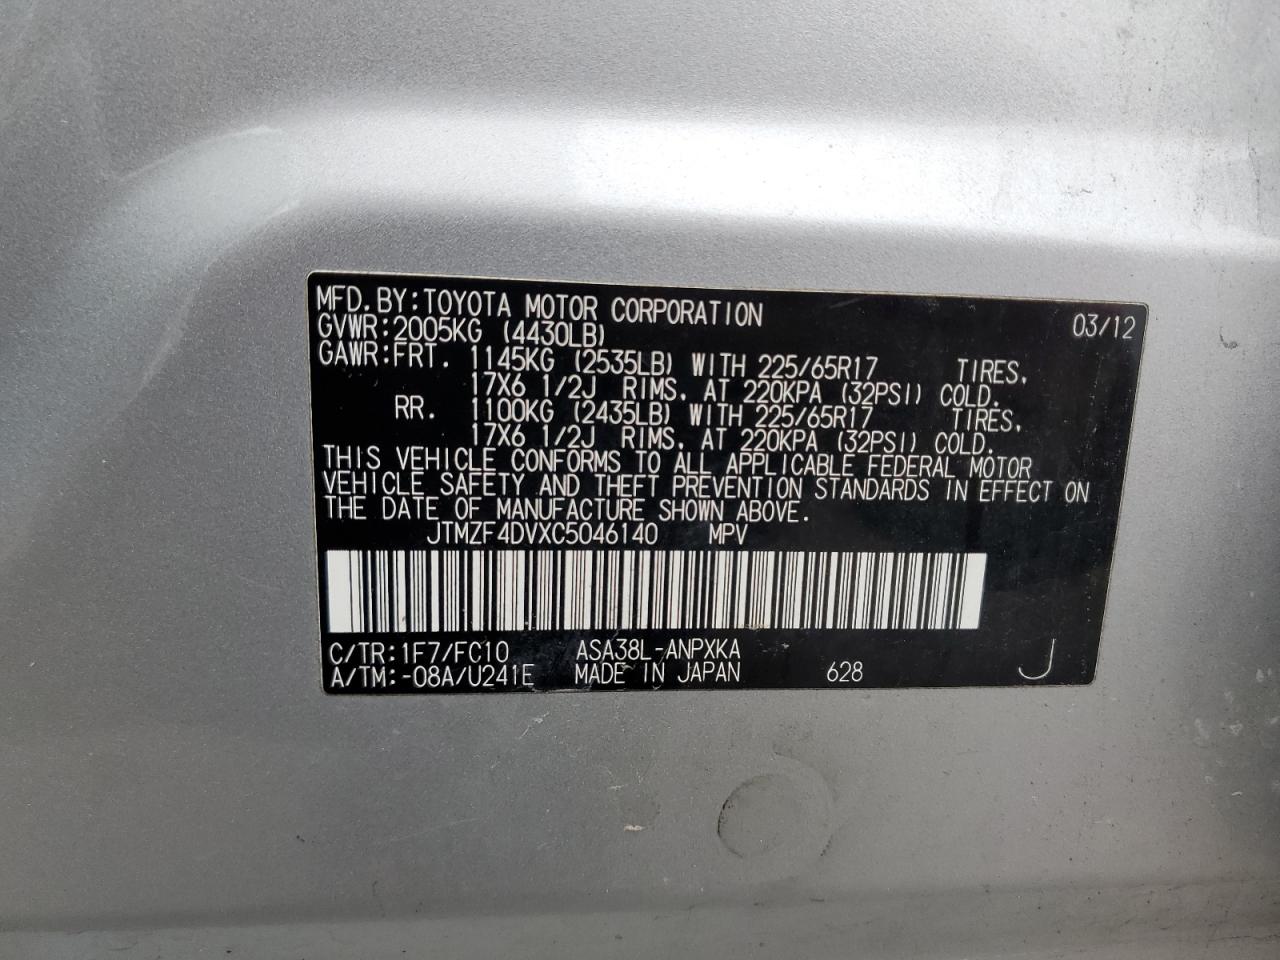 MFD. BY: TOYOTA MOTOR CORPORATION 03/12
GVWR: 2005KG (4430LB)
GAWR: FRT. 1145KG (2535LB) WITH 225/65R17 TIRES,
17X6 1/2J RIMS, AT 220KPA (32PSI) COLD.
RR. 1100KG (2435LB) WITH 225/65R17 TIRES,
17X6 1/2J RIMS, AT 220KPA (32PSI) COLD.
THIS VEHICLE CONFORMS TO ALL APPLICABLE FEDERAL MOTOR
VEHICLE SAFETY AND THEFT PREVENTION STANDARDS IN EFFECT ON
THE DATE OF MANUFACTURE SHOWN ABOVE.
JTMZF4DVXC5046140 MPV
C/TR: 1F7/FC10 ASA38L-ANPXKA
A/TM: -08A/U241E MADE IN JAPAN 628 J